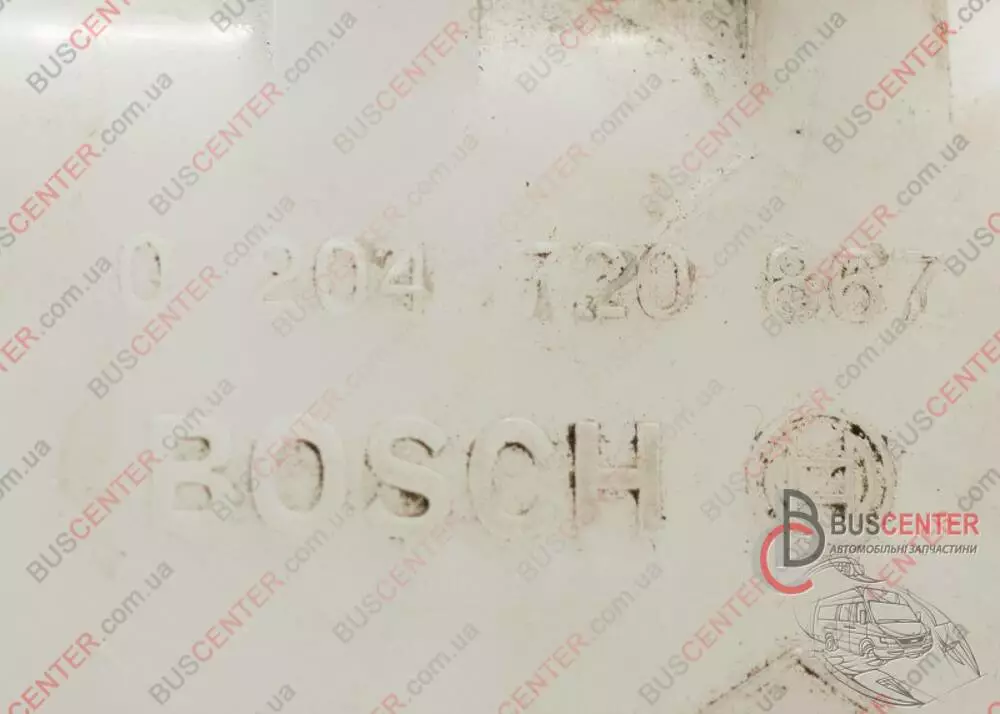 0 204 720 867
BOSCH
BUSCENTER
АВТОМОБІЛЬНІ ЗАПЧАСТИНИ
BUSCENTER.com.ua